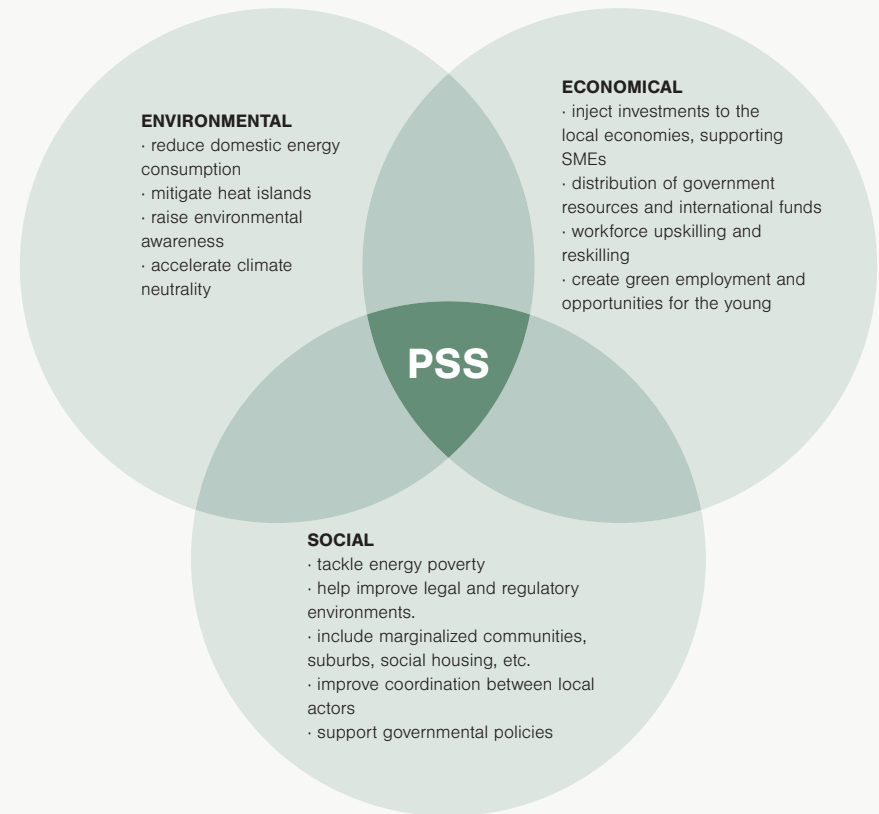 ENVIRONMENTAL
· reduce domestic energy
consumption
· mitigate heat islands
· raise environmental
awareness
· accelerate climate
neutrality
ECONOMICAL
· inject investments to the
local economies, supporting
SMEs
· distribution of government
resources and international funds
· workforce upskilling and
reskilling
· create green employment and
opportunities for the young
PSS
SOCIAL
· tackle energy poverty
· help improve legal and regulatory
environments.
· include marginalized communities,
suburbs, social housing, etc.
· improve coordination between local
actors
· support governmental policies